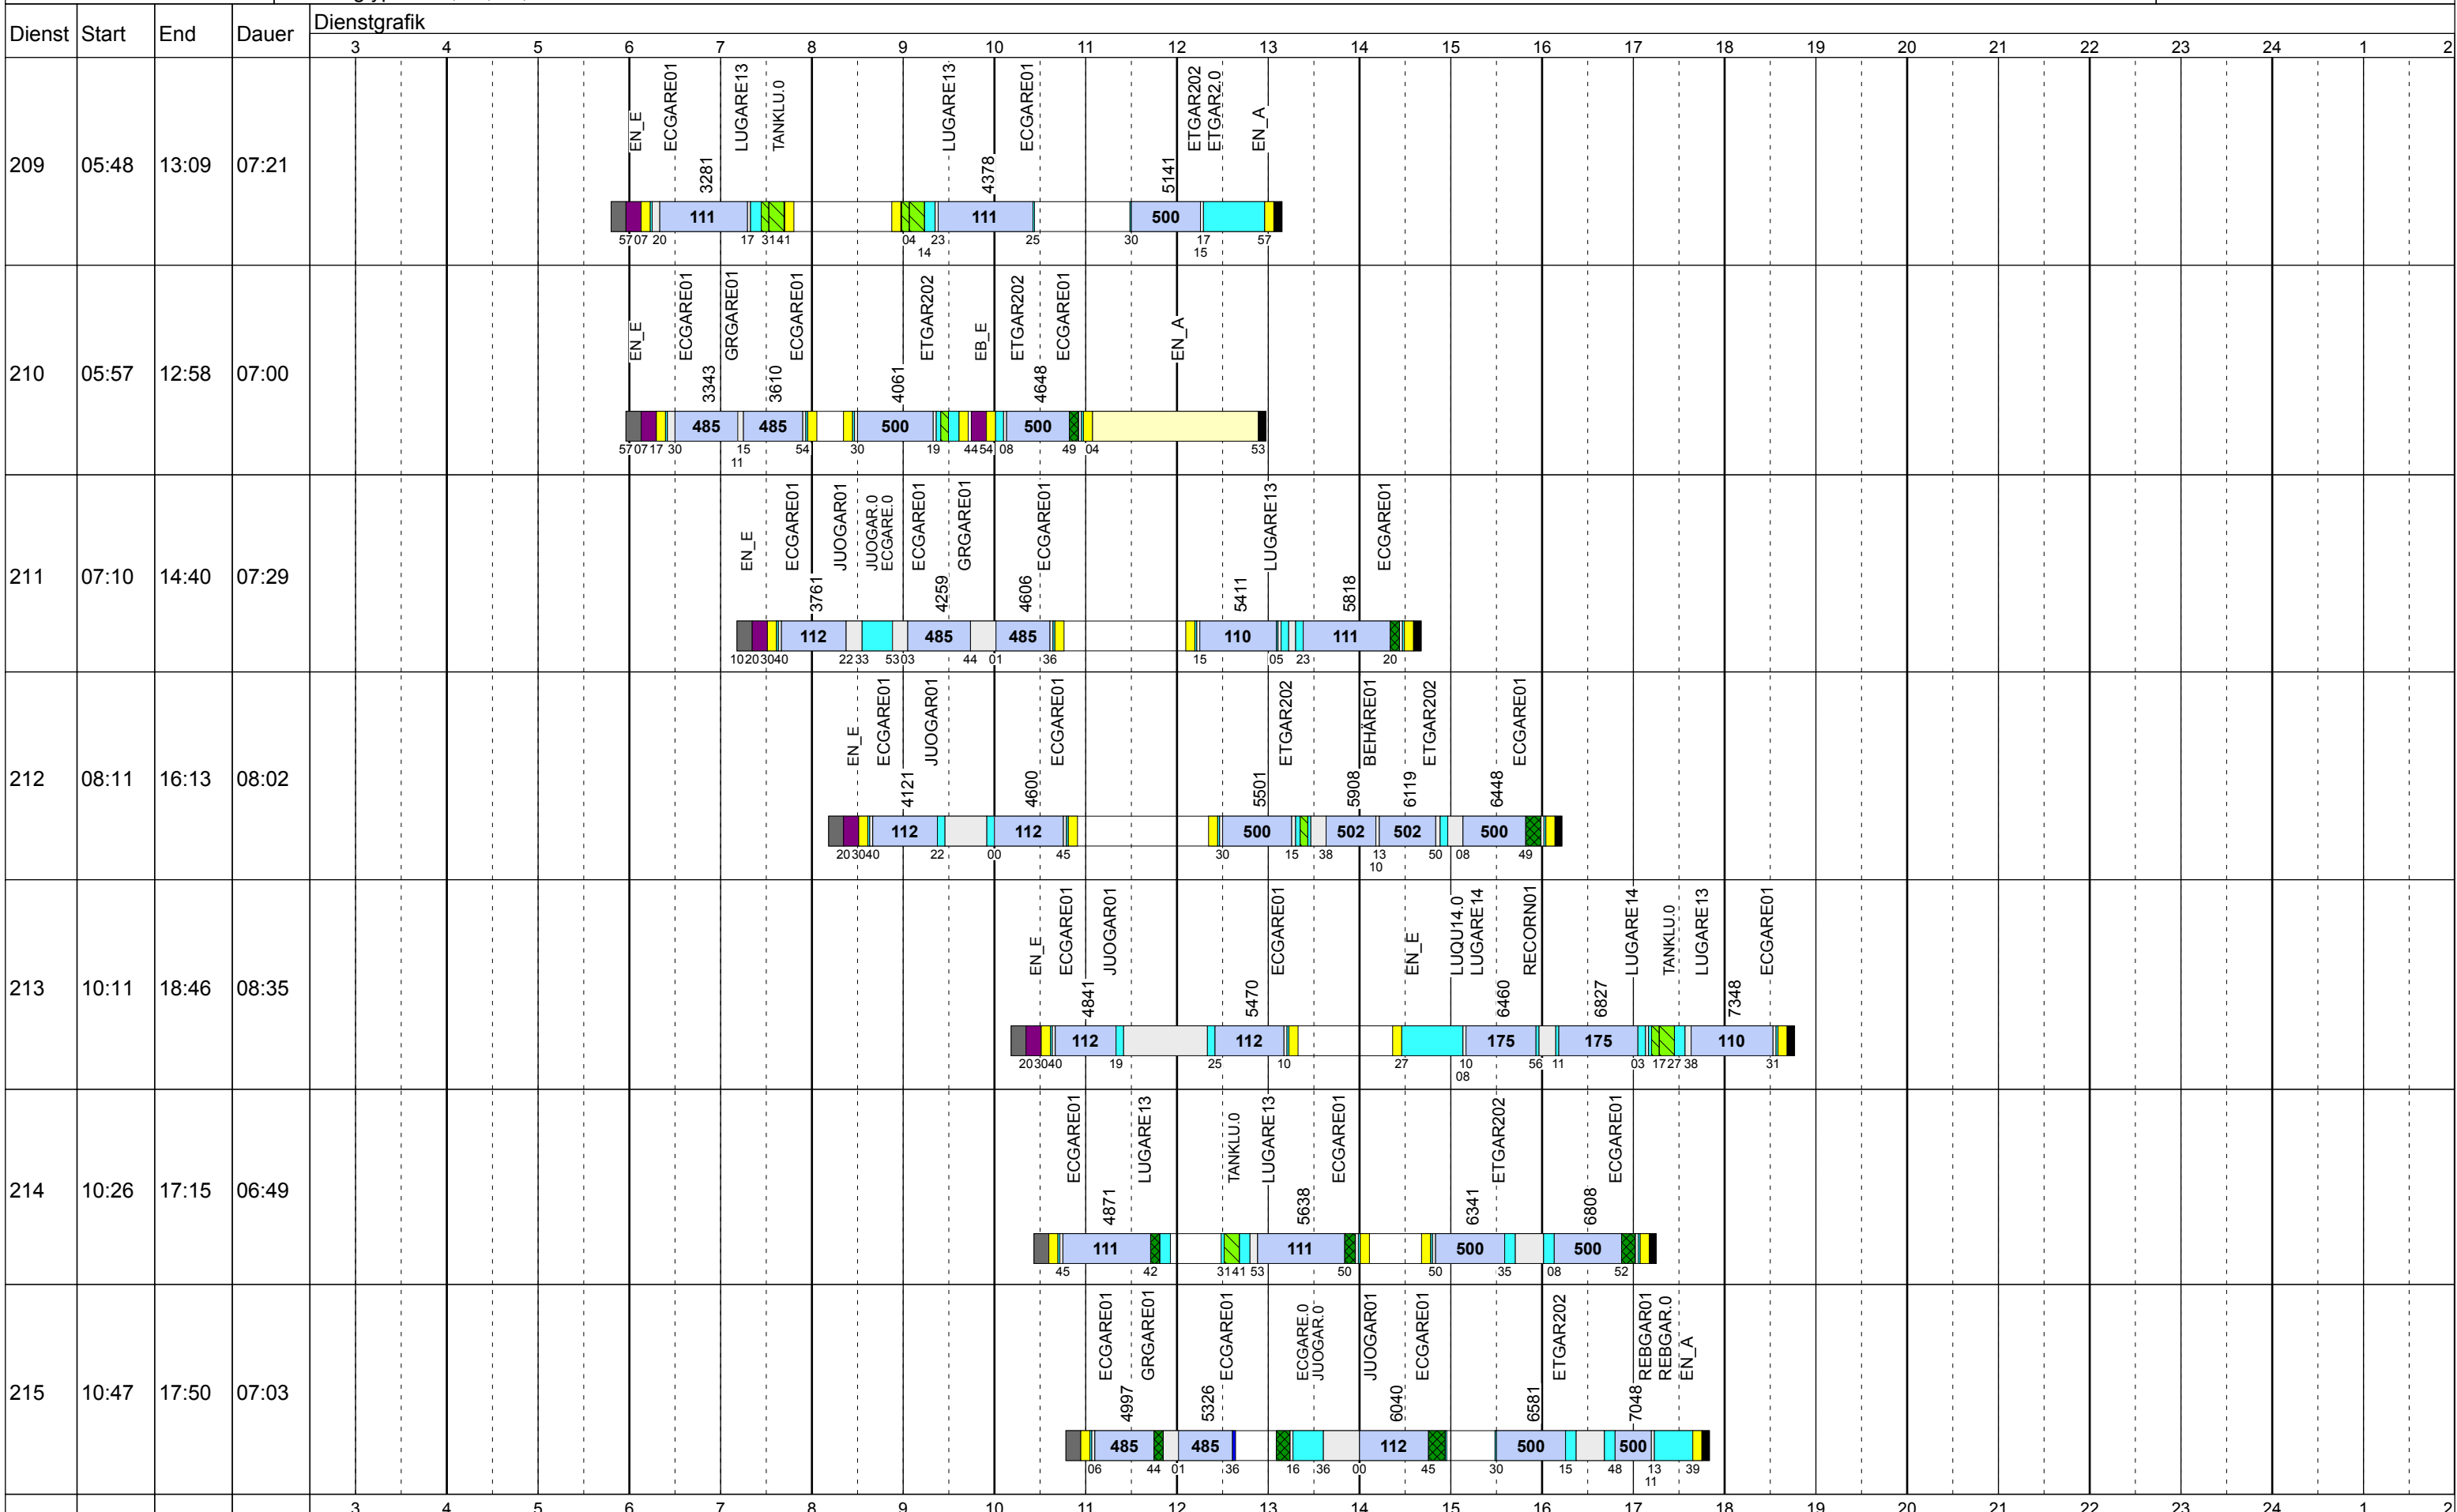 Dienst Start End Dauer Dienstgrafik
3 4 5 6 7 8 9 10 11 12 13 14 15 16 17 18 19 20 21 22 23 24 1 2
EN_E ECGARE01 LUGARE13 TANKLU.0 LUGARE13 ECGARE01 ETGAR202 ETGAR2.0 EN_A
209 05:48 13:09 07:21
3281 4378 5141
111 111 500
57 07 20 17 31 41 04 23 25 30 17 57
14 15
EN_E ECGARE01 GRGARE01 ECGARE01 ETGAR202 EB_E ETGAR202 ECGARE01 EN_A
210 05:57 12:58 07:00
3343 3610 4061 4648
485 485 500 500
57 07 17 30 15 54 30 19 44 54 08 49 04 53
11
EN_E ECGARE01 JUOGAR01 JUOGAR.0 ECGARE.0 ECGARE01 GRGARE01 ECGARE01 LUGARE13 ECGARE01
211 07:10 14:40 07:29
3761 4259 4606 5411 5818
112 485 485 110 111
10 20 30 40 22 33 53 03 44 01 36 15 05 23 20
EN_E ECGARE01 JUOGAR01 ECGARE01 ETGAR202 BEHÄRE01 ETGAR202 ECGARE01
212 08:11 16:13 08:02
4121 4600 5501 5908 6119 6448
112 112 500 502 502 500
20 30 40 22 00 45 30 15 38 13 50 08 49
10
EN_E ECGARE01 JUOGAR01 ECGARE01 EN_E LUQU14.0 LUGARE14 RECORN01 LUGARE14 TANKLU.0 LUGARE13 ECGARE01
213 10:11 18:46 08:35
4841 5470 6460 6827 7348
112 112 175 175 110
20 30 40 19 25 10 27 10 56 11 03 17 27 38 31
08
ECGARE01 LUGARE13 TANKLU.0 LUGARE13 ECGARE01 ETGAR202 ECGARE01
214 10:26 17:15 06:49
4871 5638 6341 6808
111 111 500 500
45 42 31 41 53 50 50 35 08 52
ECGARE01 GRGARE01 ECGARE01 ECGARE.0 JUOGAR.0 JUOGAR01 ECGARE01 ETGAR202 REBGAR01 REBGAR.0 EN_A
215 10:47 17:50 07:03
4997 5326 6040 6581 7048
485 485 112 500 500
06 44 01 36 16 36 00 45 30 15 48 13 39
11
3 4 5 6 7 8 9 10 11 12 13 14 15 16 17 18 19 20 21 22 23 24 1 2